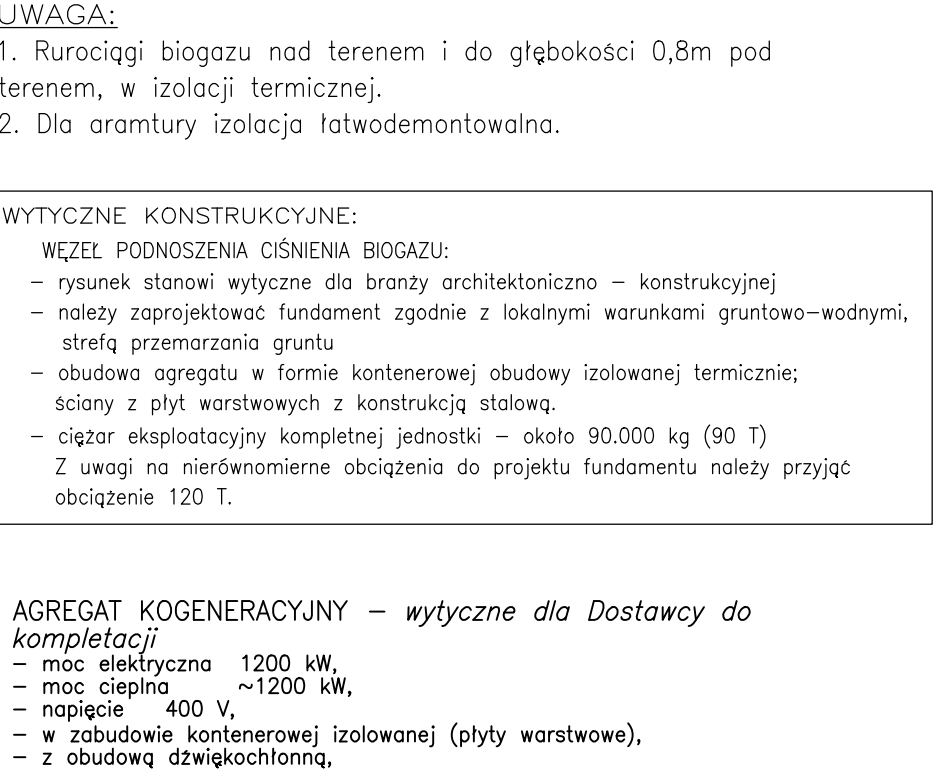 UWAGA:
1. Rurociągi biogazu nad terenem i do głębokości 0,8m pod
terenem, w izolacji termicznej.
2. Dla aramtury izolacja łatwodemontowalna.
WYTYCZNE KONSTRUKCYJNE:
WĘZEŁ PODNOSZENIA CIŚNIENIA BIOGAZU:
– rysunek stanowi wytyczne dla branży architektoniczno – konstrukcyjnej
– należy zaprojektować fundament zgodnie z lokalnymi warunkami gruntowo–wodnymi,
strefą przemarzania gruntu
– obudowa agregatu w formie kontenerowej obudowy izolowanej termicznie;
ściany z płyt warstwowych z konstrukcją stalową.
– ciężar eksploatacyjny kompletnej jednostki – około 90.000 kg (90 T)
Z uwagi na nierównomierne obciążenia do projektu fundamentu należy przyjąć
obciążenie 120 T.
AGREGAT KOGENERACYJNY – wytyczne dla Dostawcy do
kompletacji
– moc elektryczna 1200 kW,
– moc cieplna ~1200 kW,
– napięcie 400 V,
– w zabudowie kontenerowej izolowanej (płyty warstwowe),
– z obudową dźwiękochłonną,